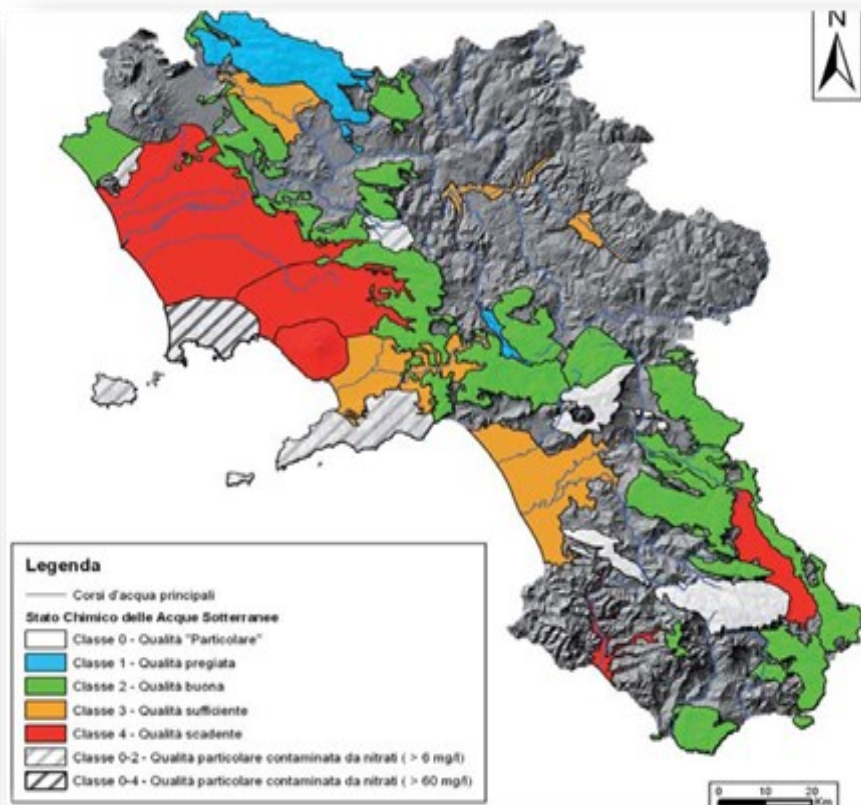 N
Legenda
Corsi d'acqua principali
Stato Chimico delle Acque Sotterranee
Classe 0 - Qualità "Particolare"
Classe 1 - Qualità pregiata
Classe 2 - Qualità buona
Classe 3 - Qualità sufficiente
Classe 4 - Qualità scadente
Classe 0-2 - Qualità particolare contaminata da nitrati ( > 6 mg/l)
Classe 0-4 - Qualità particolare contaminata da nitrati ( > 60 mg/l)
0 10 20
Km